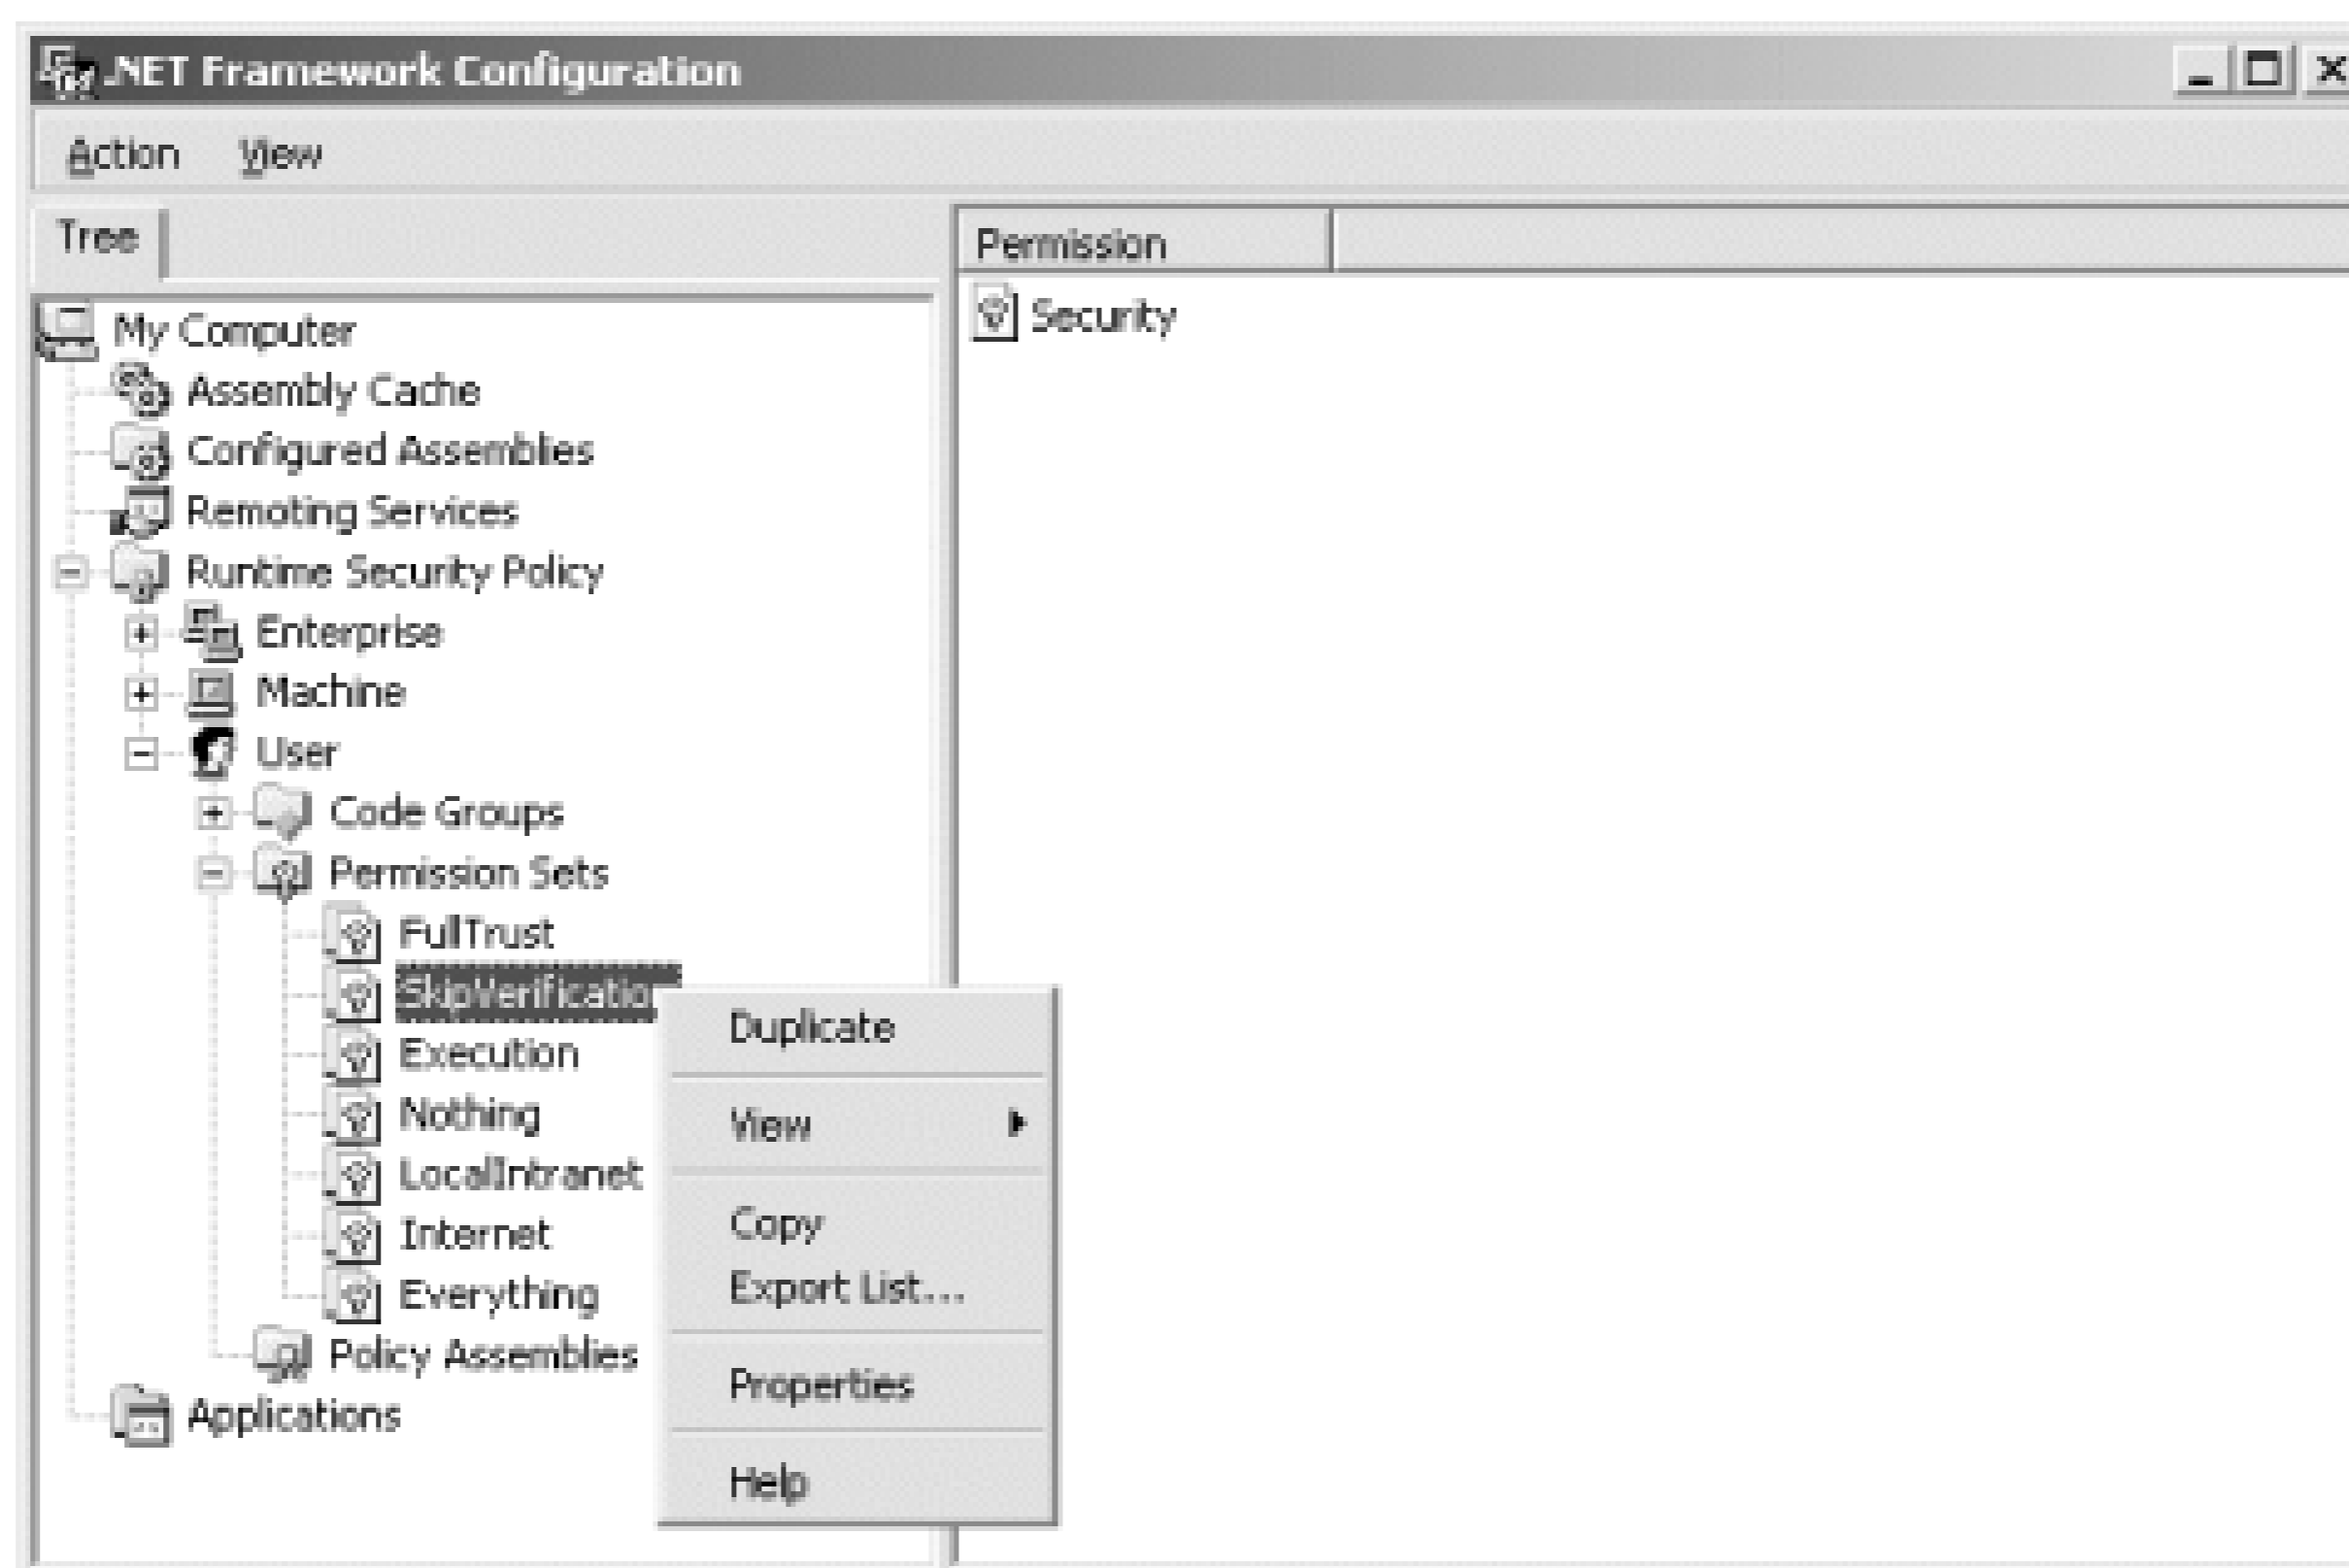 .NET Framework Configuration
Action View
Tree
Permission
My Computer
Security
Assembly Cache
Configured Assemblies
Remoting Services
Runtime Security Policy
Enterprise
Machine
User
Code Groups
Permission Sets
FullTrust
SkipVerificatio
Execution
Nothing
LocalIntranet
Internet
Everything
Policy Assemblies
Applications
Duplicate
View
Copy
Export List...
Properties
Help